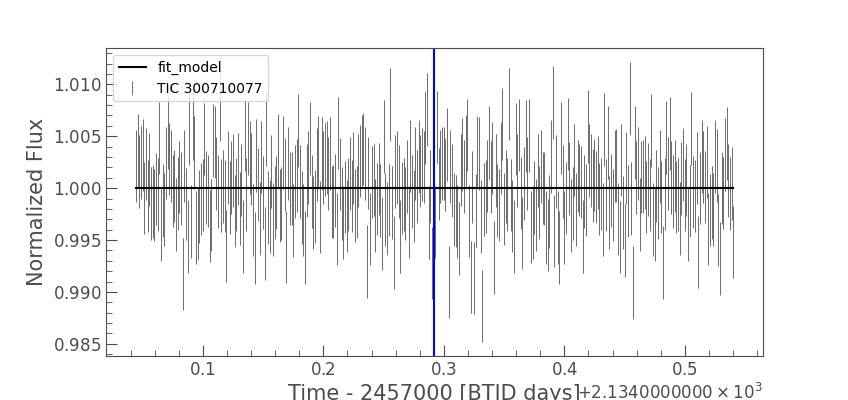 fit_model
TIC 300710077
1.010
1.005
1.000
0.995
0.990
0.985
Normalized Flux
0.1 0.2 0.3 0.4 0.5
Time - 2457000 [BTJD days]
+2.1340000000 × 10³